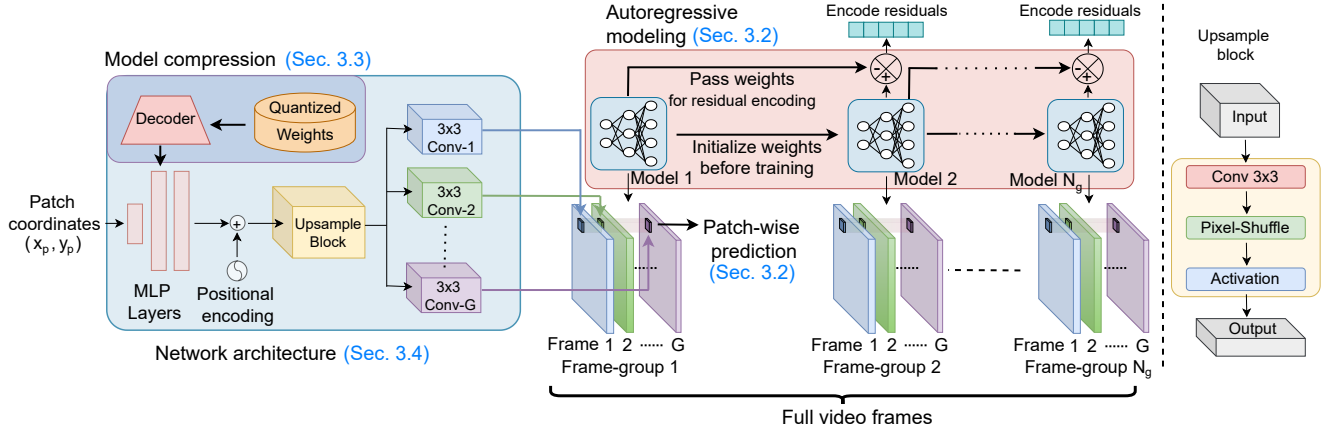 Model compression (Sec. 3.3)
Decoder
Quantized
Weights
Patch
coordinates
(xₚ, yₚ)
MLP
Layers
Positional
encoding
+
Upsample
Block
3x3
Conv-1
3x3
Conv-2
3x3
Conv-G
Network architecture (Sec. 3.4)
Autoregressive
modeling (Sec. 3.2)
Encode residuals
Encode residuals
- +
- +
Pass weights
for residual encoding
Initialize weights
before training
Model 1
Model 2
Model N_g
Patch-wise
prediction
(Sec. 3.2)
Frame 1 2 ...... G
Frame-group 1
Frame 1 2 ...... G
Frame-group 2
Frame 1 2 ...... G
Frame-group N_g
Full video frames
Upsample
block
Input
Conv 3x3
Pixel-Shuffle
Activation
Output